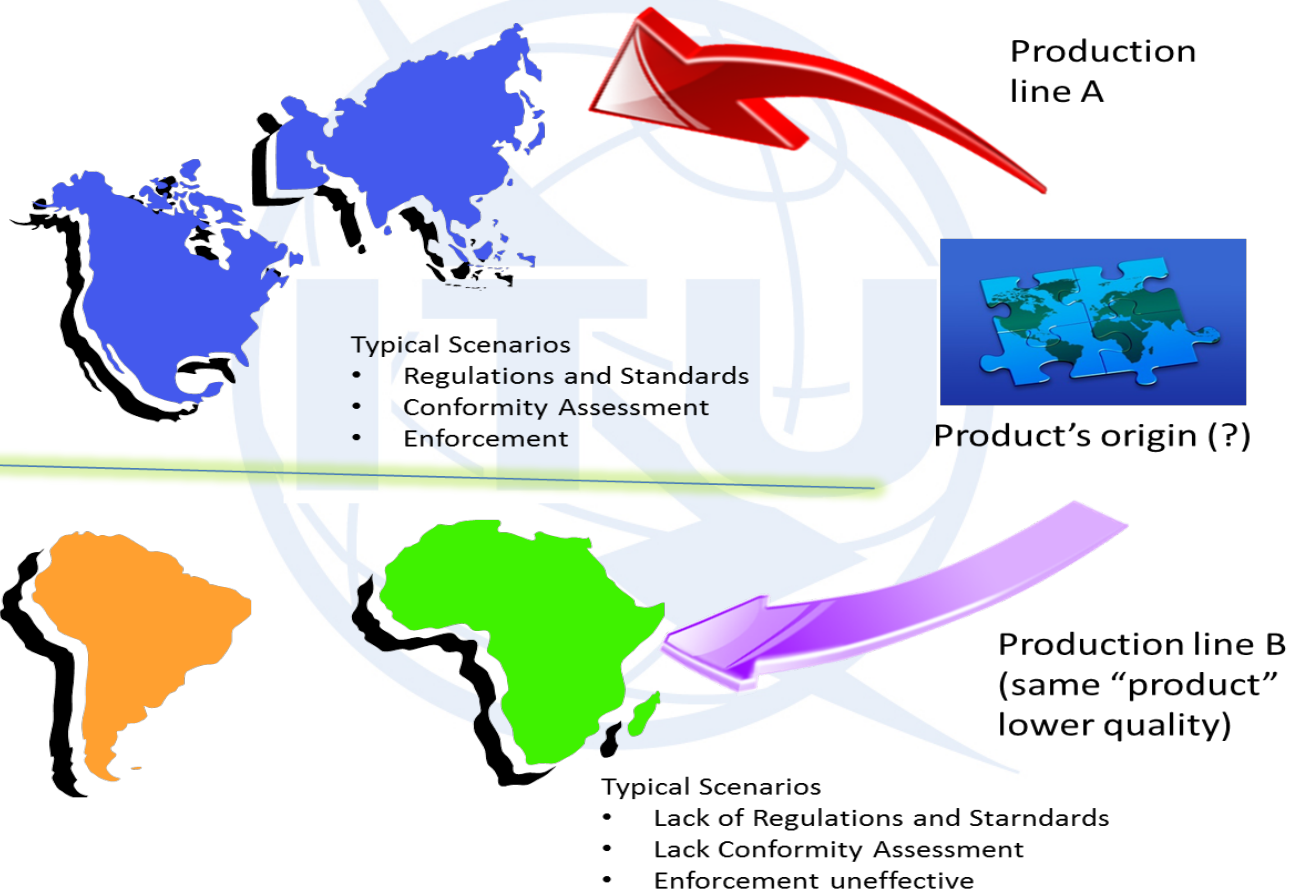 Production
line A
Typical Scenarios
• Regulations and Standards
• Conformity Assessment
• Enforcement
Product’s origin (?)
ITU
Production line B
(same “product”
lower quality)
Typical Scenarios
• Lack of Regulations and Starndards
• Lack Conformity Assessment
• Enforcement uneffective